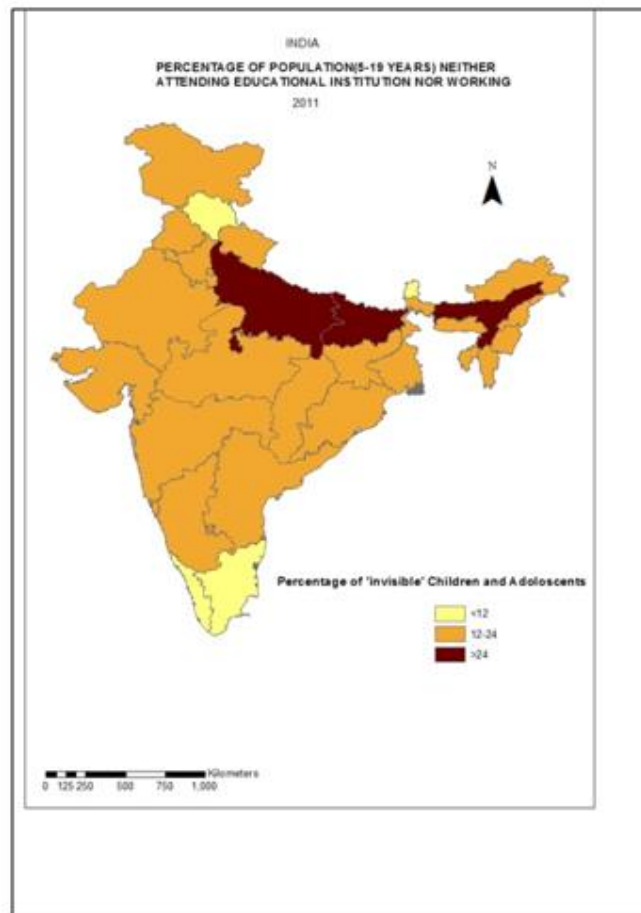 INDIA
PERCENTAGE OF POPULATION(5-19 YEARS) NEITHER
ATTENDING EDUCATIONAL INSTITUTION NOR WORKING
2011
N
Percentage of 'invisible' Children and Adoloscents
<12
12-24
>24
Kilometers
0 125 250 500 750 1,000